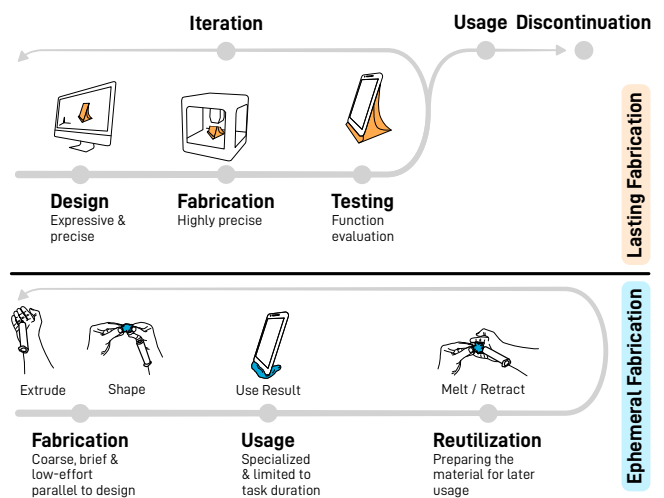 Iteration
Usage
Discontinuation
Design
Expressive &
precise
Fabrication
Highly precise
Testing
Function
evaluation
Lasting Fabrication
Extrude
Shape
Use Result
Melt / Retract
Fabrication
Coarse, brief &
low-effort
parallel to design
Usage
Specialized
& limited to
task duration
Reutilization
Preparing the
material for later
usage
Ephemeral Fabrication